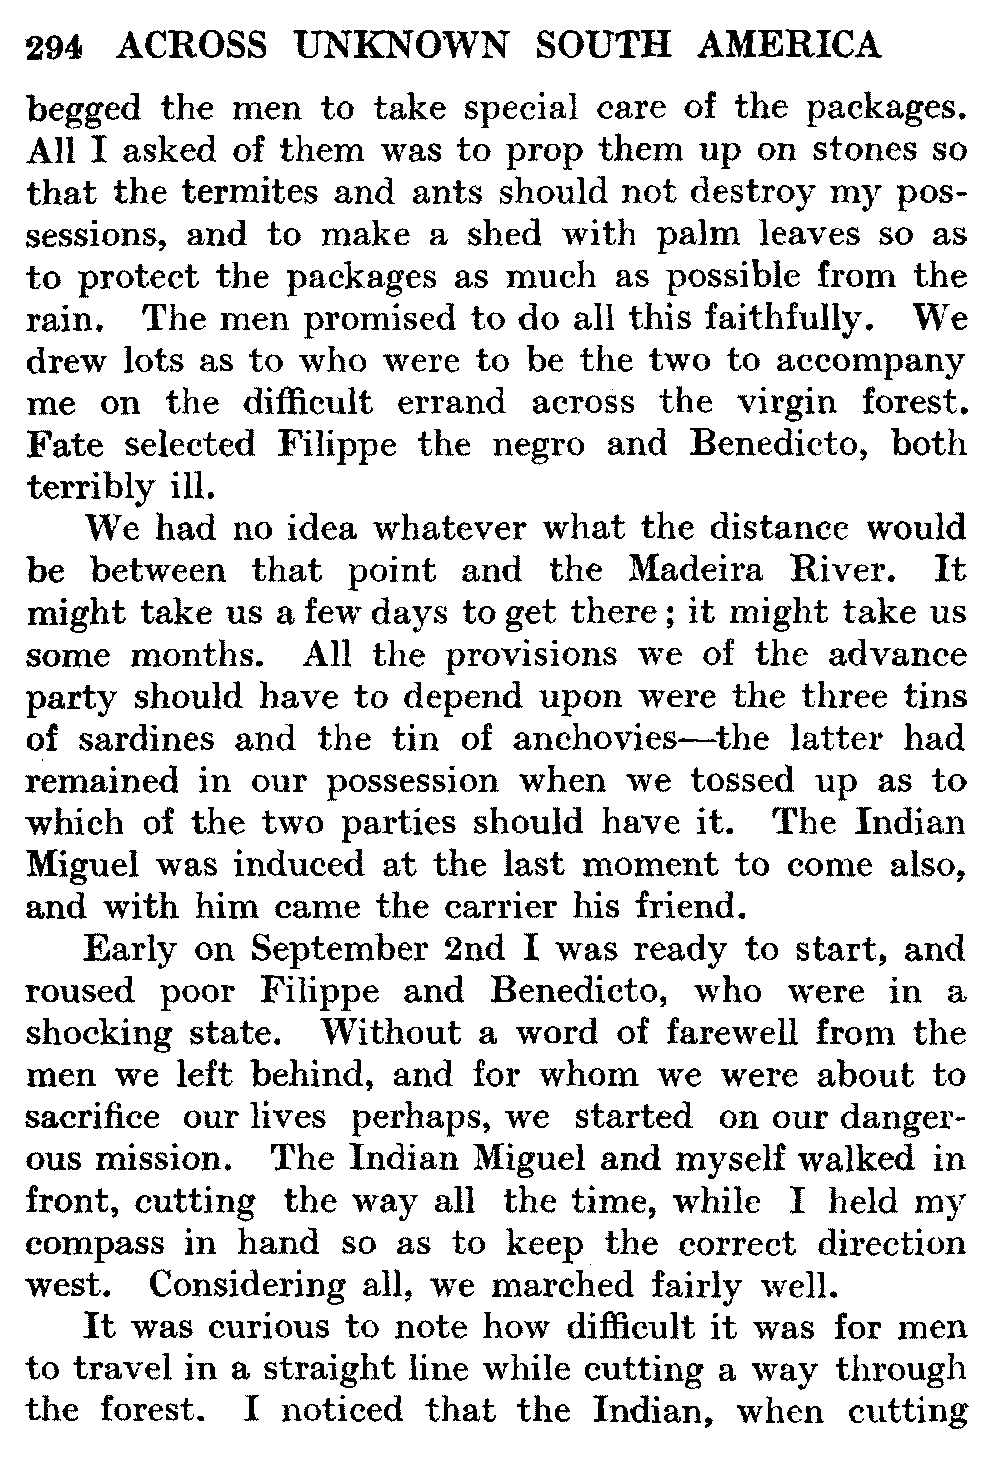 294 ACROSS UNKNOWN SOUTH AMERICA
begged the men to take special care of the packages.
All I asked of them was to prop them up on stones so
that the termites and ants should not destroy my pos-
sessions, and to make a shed with palm leaves so as
to protect the packages as much as possible from the
rain. The men promised to do all this faithfully. We
drew lots as to who were to be the two to accompany
me on the difficult errand across the virgin forest.
Fate selected Filippe the negro and Benedicto, both
terribly ill.
We had no idea whatever what the distance would
be between that point and the Madeira River. It
might take us a few days to get there; it might take us
some months. All the provisions we of the advance
party should have to depend upon were the three tins
of sardines and the tin of anchovies—the latter had
remained in our possession when we tossed up as to
which of the two parties should have it. The Indian
Miguel was induced at the last moment to come also,
and with him came the carrier his friend.
Early on September 2nd I was ready to start, and
roused poor Filippe and Benedicto, who were in a
shocking state. Without a word of farewell from the
men we left behind, and for whom we were about to
sacrifice our lives perhaps, we started on our danger-
ous mission. The Indian Miguel and myself walked in
front, cutting the way all the time, while I held my
compass in hand so as to keep the correct direction
west. Considering all, we marched fairly well.
It was curious to note how difficult it was for men
to travel in a straight line while cutting a way through
the forest. I noticed that the Indian, when cutting